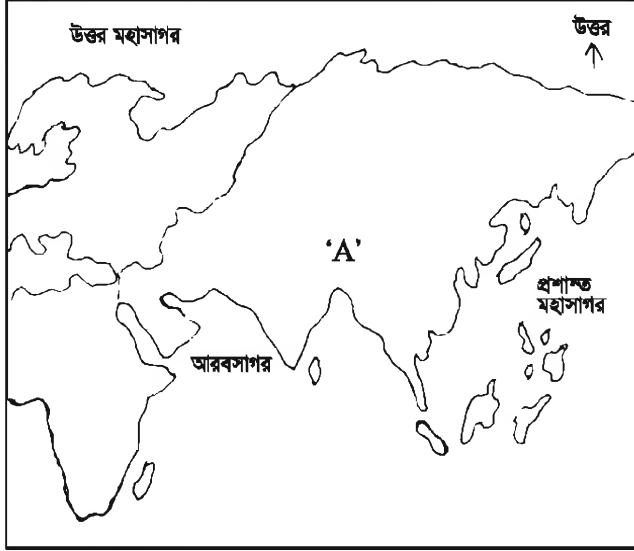 উত্তর মহাসাগর
উত্তর
‘A’
প্রশান্ত
মহাসাগর
আরবসাগর